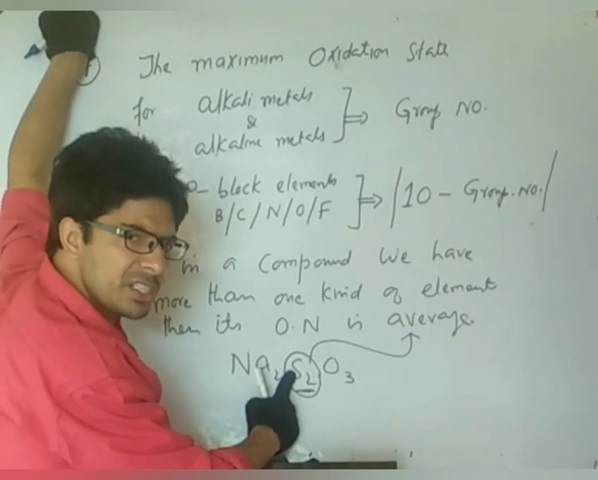 The maximum Oxidation State
for alkali metals
&
alkaline metals
⇒ Group No.
- block elements
B/C/N/O/F
⇒ |10 - Group. No.|
in a compound we have
more than one kind of element
then its O.N is average.
Na2S2O3